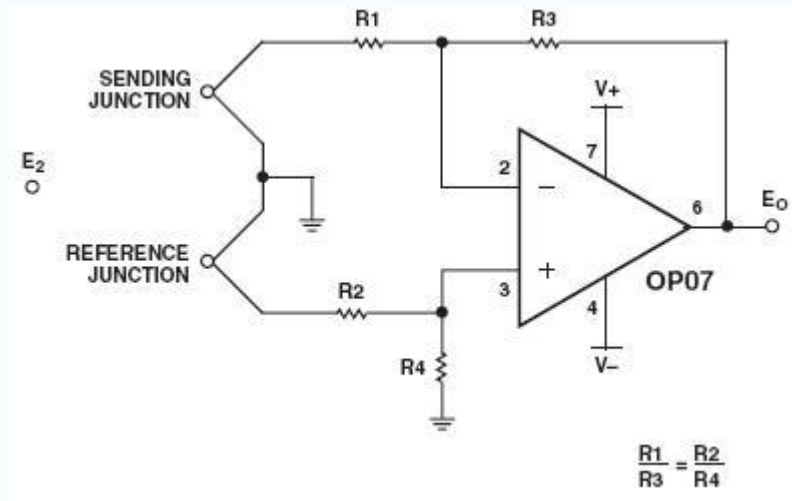 R1
R3
SENDING
JUNCTION
V+
7
E2
2
−
6
EO
REFERENCE
JUNCTION
+
3
OP07
R2
4
R4
V−
R1
R3
=
R2
R4